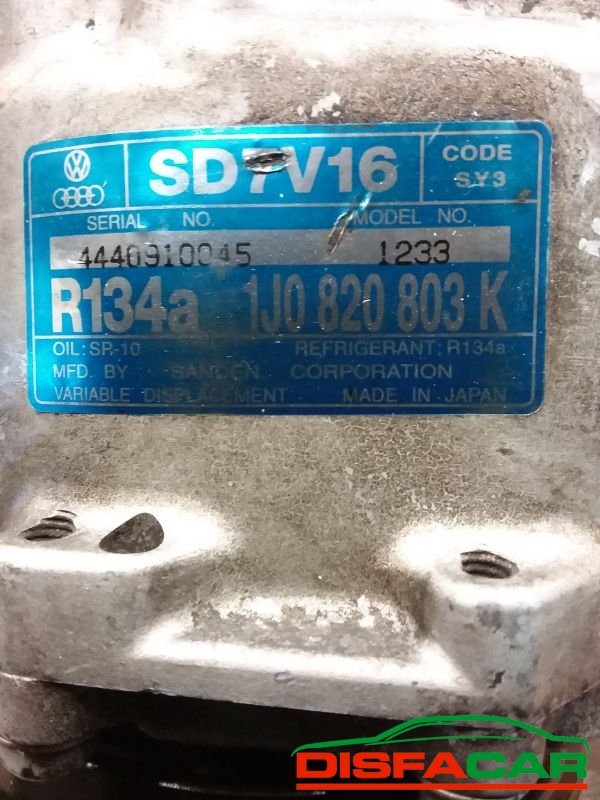 SD7V16
CODE
SY3
SERIAL NO.
MODEL NO.
4440910045
1233
R134a 1J0 820 803 K
OIL: SP-10
REFRIGERANT: R134a
MFD. BY SANDEN CORPORATION
VARIABLE DISPLACEMENT MADE IN JAPAN
DISFACAR